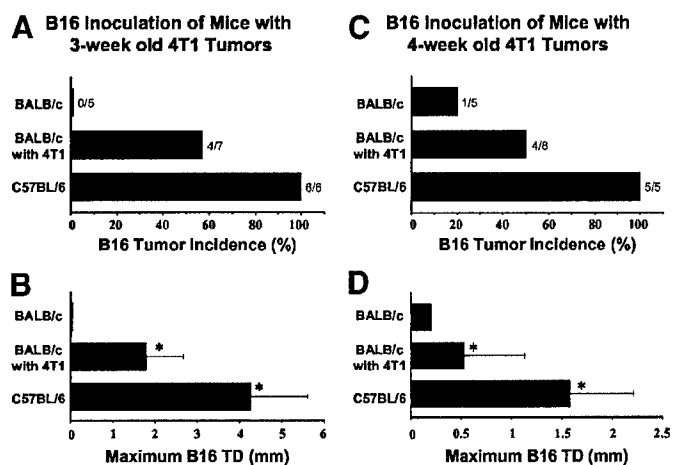 A
B16 Inoculation of Mice with
3-week old 4T1 Tumors
BALB/c
0/5
BALB/c
with 4T1
4/7
C57BL/6
6/6
0 20 40 60 80 100
B16 Tumor Incidence (%)
B
BALB/c
BALB/c
with 4T1
*
C57BL/6
*
0 1 2 3 4 5 6
Maximum B16 TD (mm)
C
B16 Inoculation of Mice with
4-week old 4T1 Tumors
BALB/c
1/5
BALB/c
with 4T1
4/8
C57BL/6
5/5
0 20 40 60 80 100
B16 Tumor Incidence (%)
D
BALB/c
BALB/c
with 4T1
*
C57BL/6
*
0 0.5 1 1.5 2 2.5
Maximum B16 TD (mm)